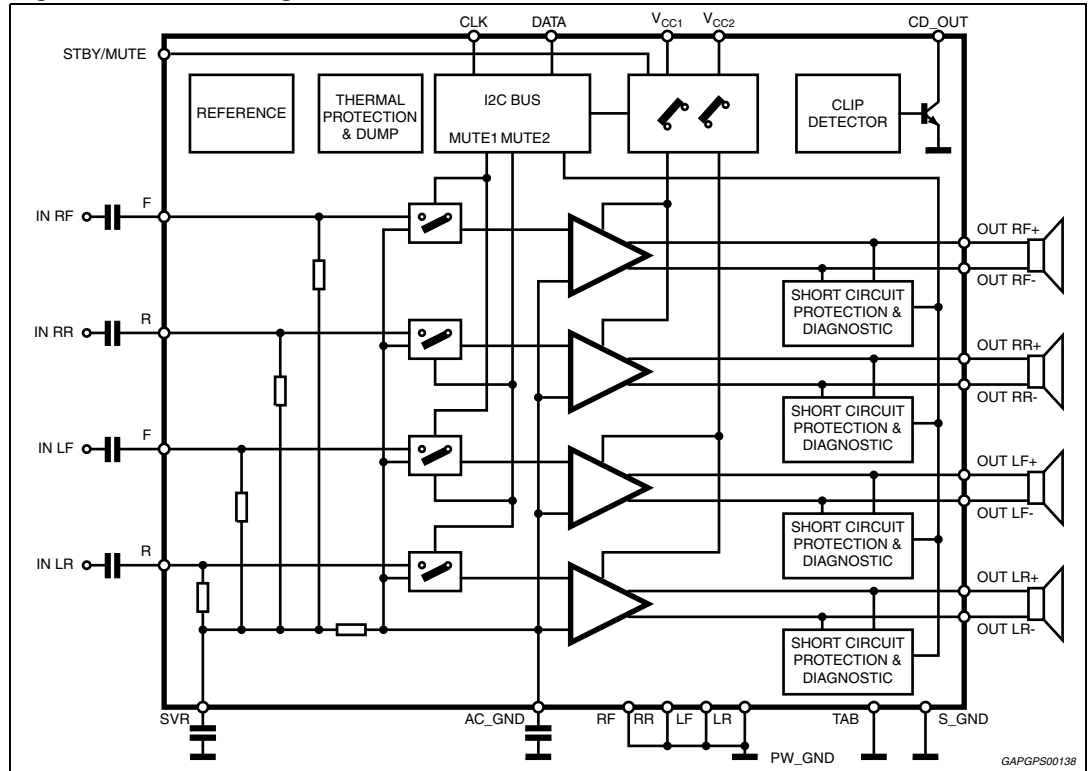 CLK DATA VCC1 VCC2 CD_OUT
STBY/MUTE
REFERENCE
THERMAL
PROTECTION
& DUMP
I2C BUS
MUTE1 MUTE2
CLIP
DETECTOR
IN RF F
OUT RF+
OUT RF-
SHORT CIRCUIT
PROTECTION &
DIAGNOSTIC
IN RR R
OUT RR+
OUT RR-
SHORT CIRCUIT
PROTECTION &
DIAGNOSTIC
IN LF F
OUT LF+
OUT LF-
SHORT CIRCUIT
PROTECTION &
DIAGNOSTIC
IN LR R
OUT LR+
OUT LR-
SHORT CIRCUIT
PROTECTION &
DIAGNOSTIC
SVR AC_GND RF RR LF LR TAB S_GND
PW_GND
GAPGPS00138